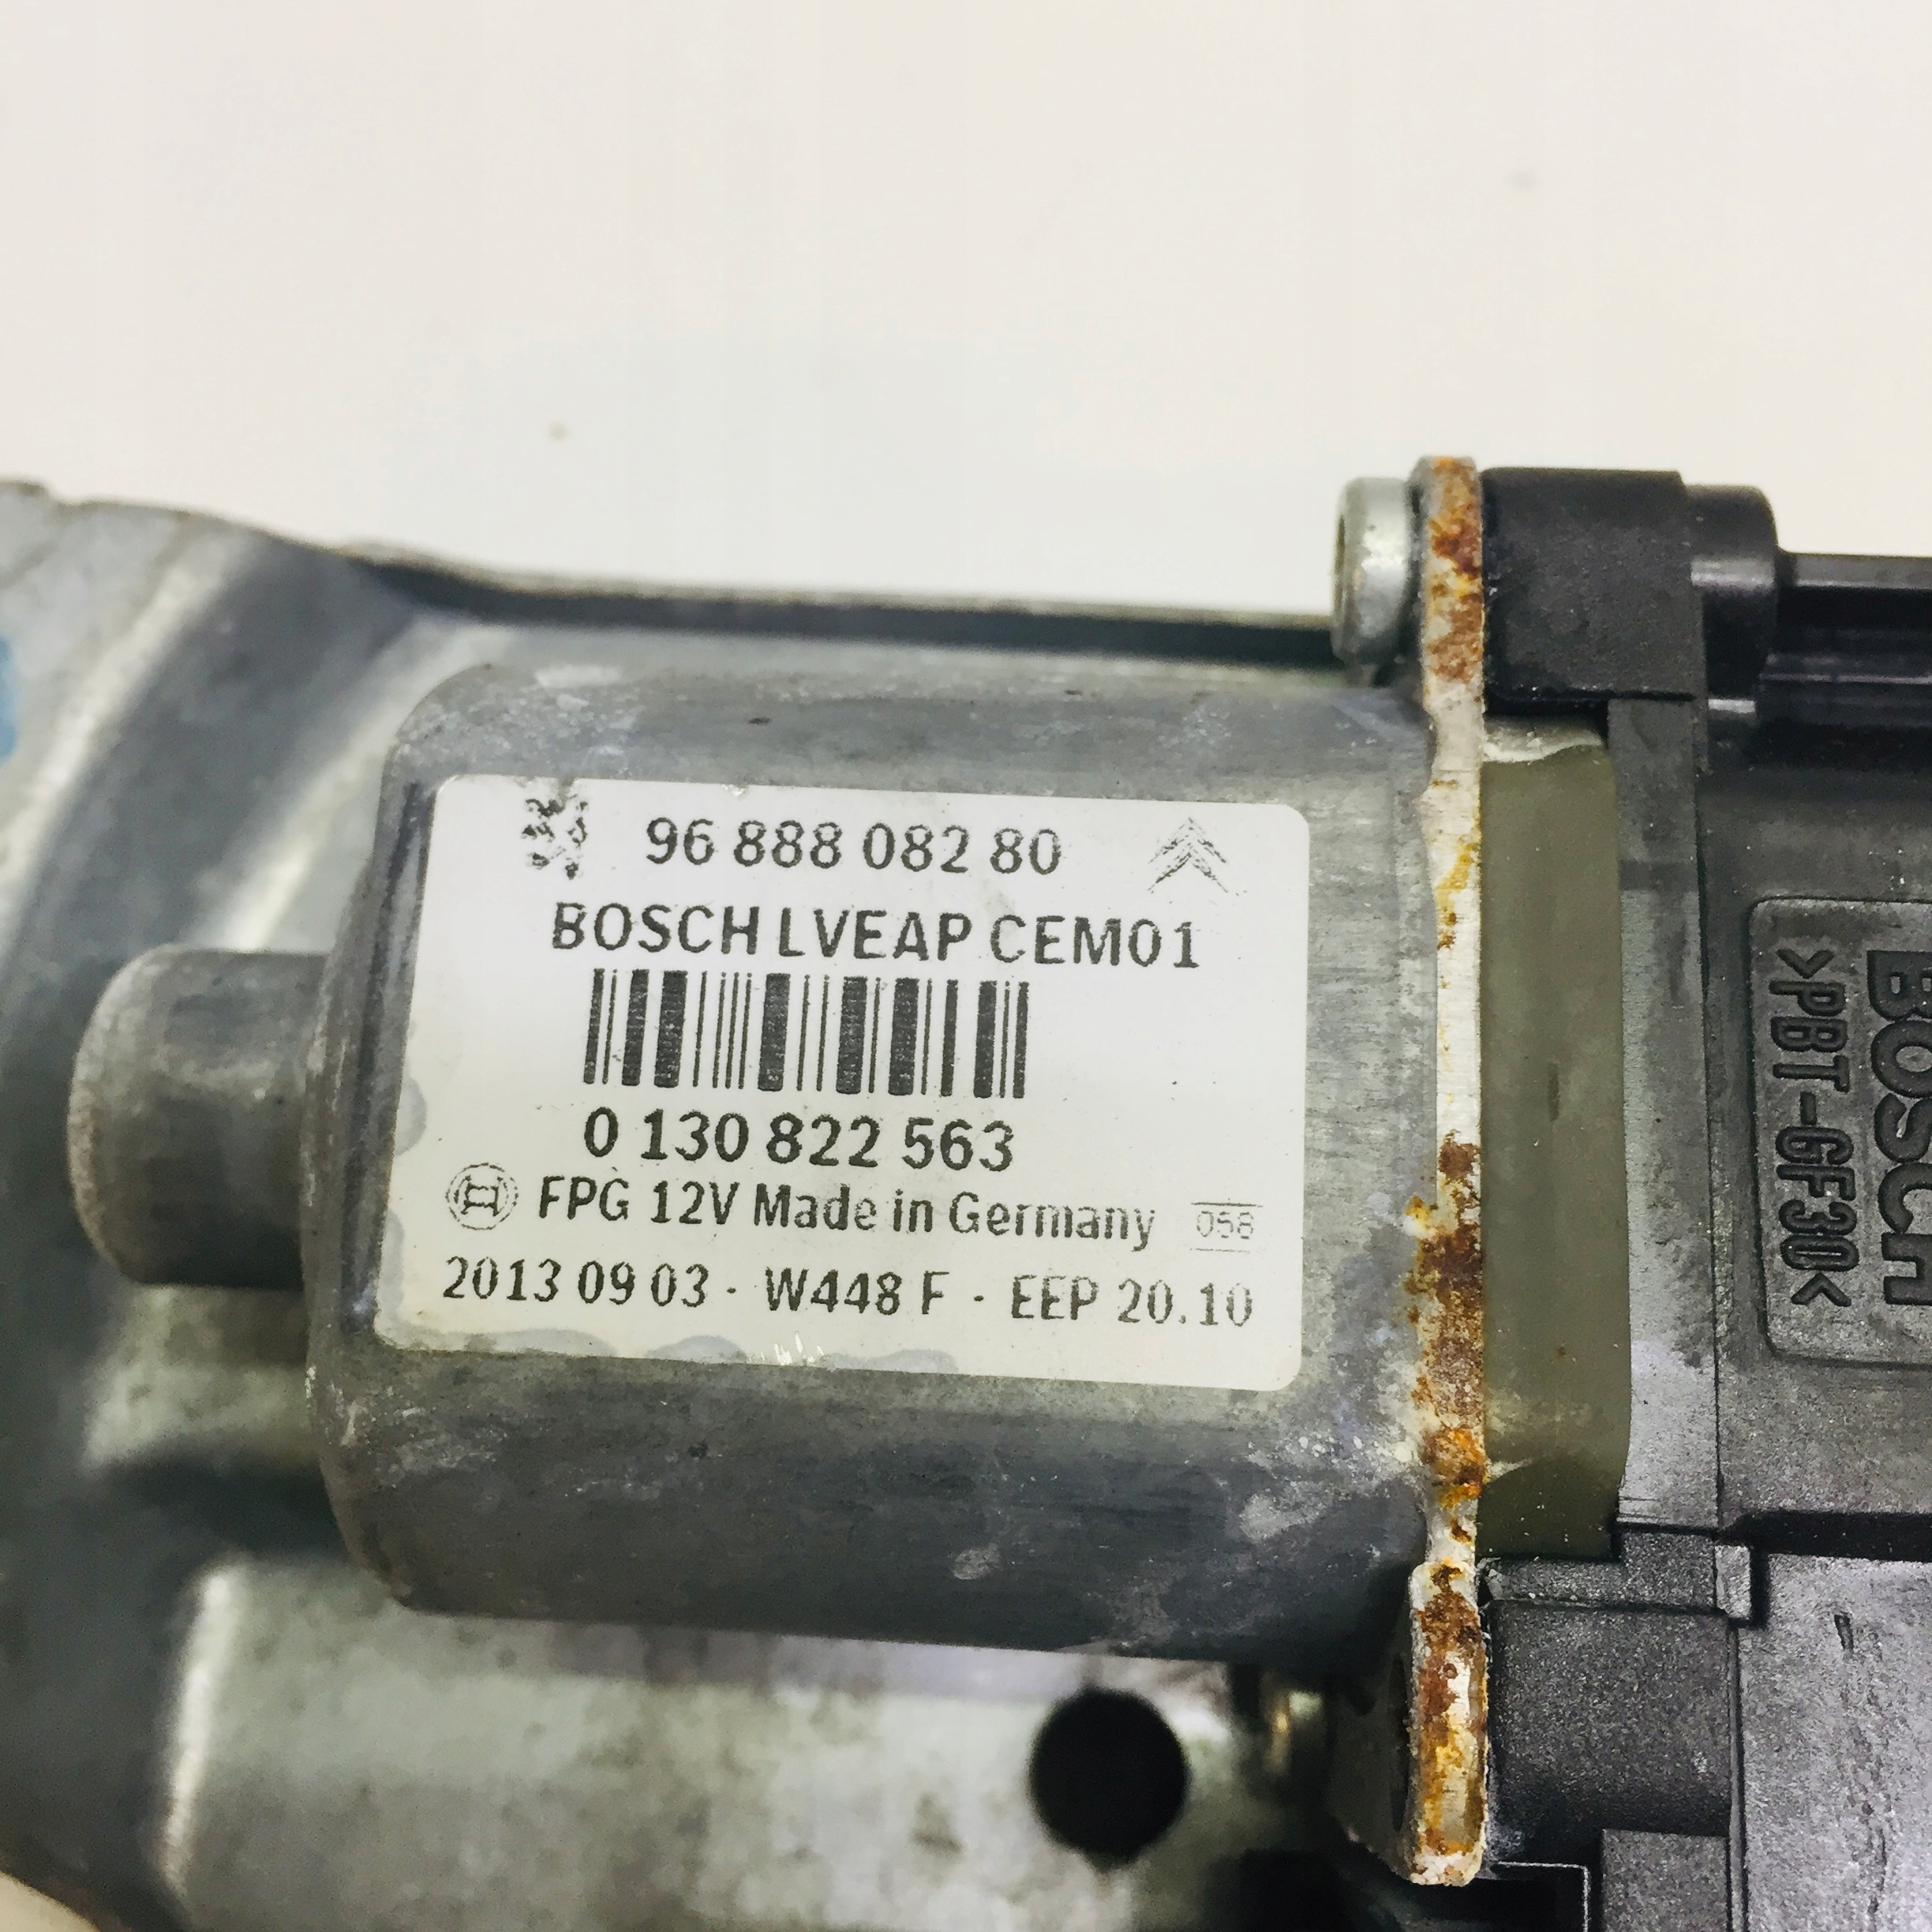 96 888 082 80
BOSCH LVEAP CEM01
0 130 822 563
FPG 12V Made in Germany 058
2013 09 03 · W448 F · EEP 20.10
BOSCH
>PBT-GF30<